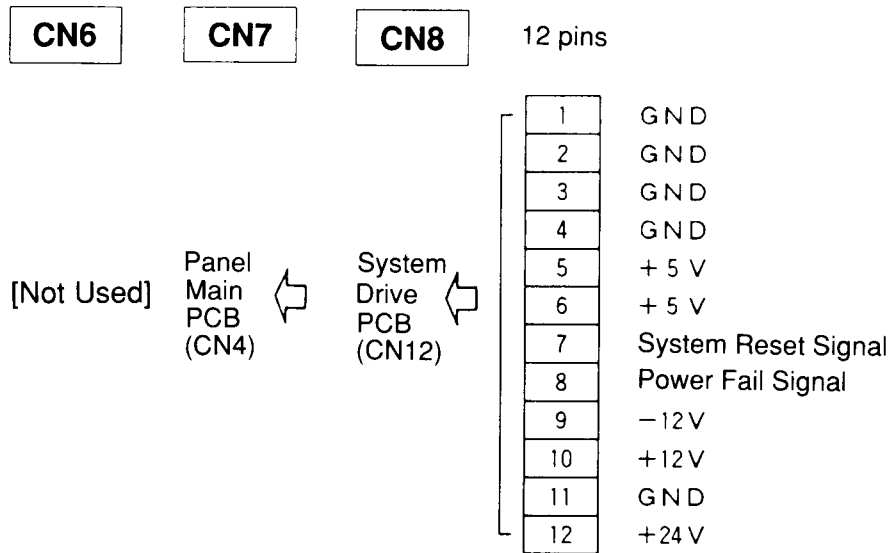 CN6 CN7 CN8 12 pins
1 GND
2 GND
3 GND
4 GND
5 +5V
6 +5V
7 System Reset Signal
8 Power Fail Signal
9 −12V
10 +12V
11 GND
12 +24V
[Not Used]
Panel
Main
PCB
(CN4)
System
Drive
PCB
(CN12)